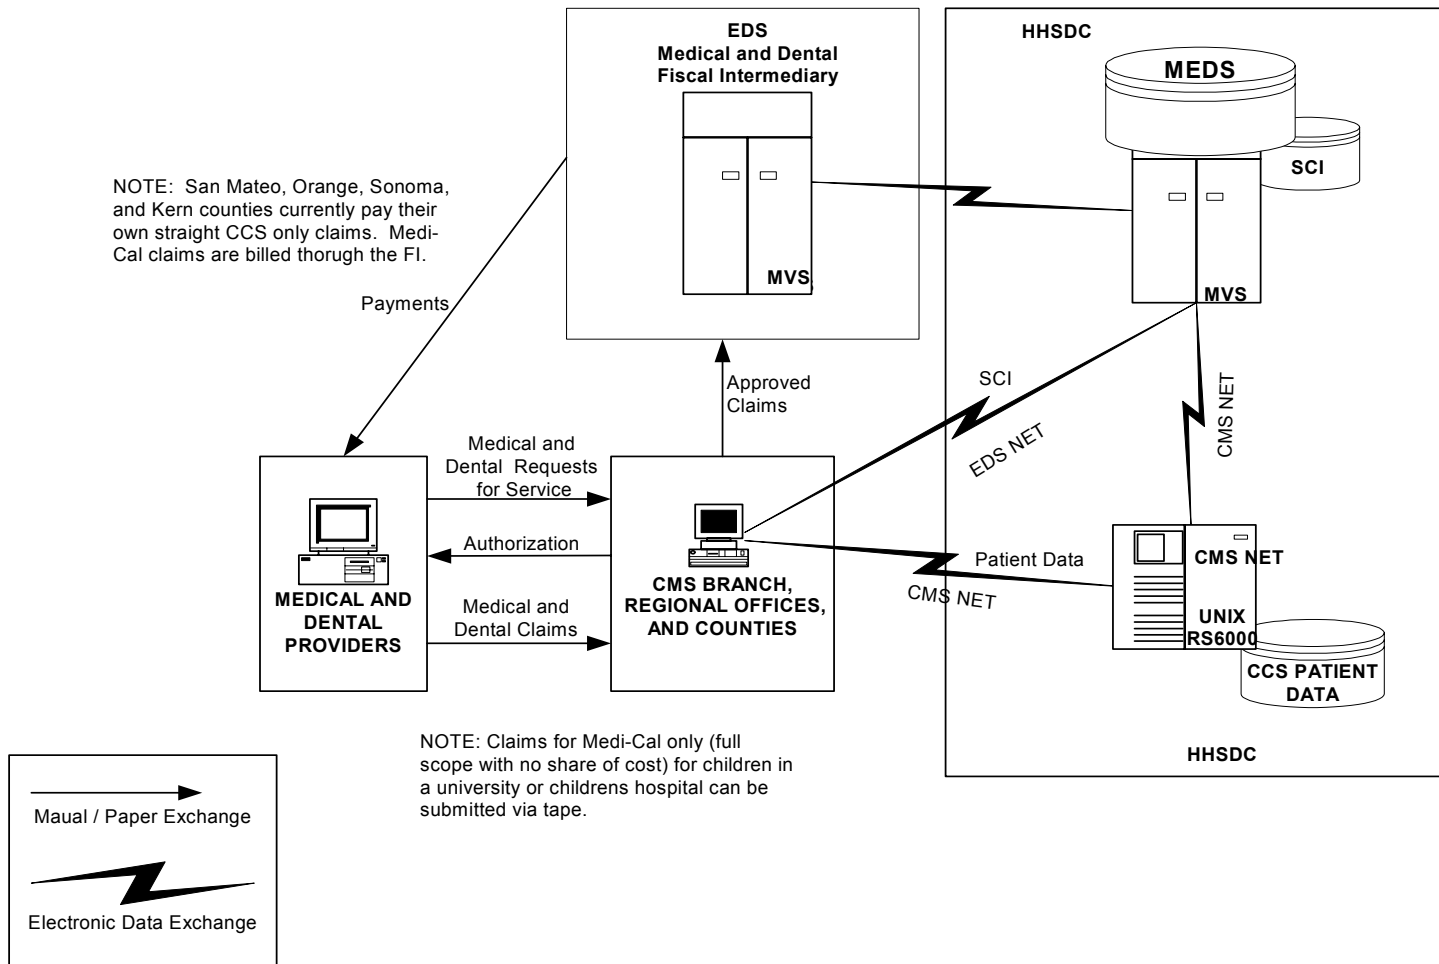 EDS
Medical and Dental
Fiscal Intermediary
MVS
HHSDC
MEDS
SCI
MVS
NOTE:  San Mateo, Orange, Sonoma,
and Kern counties currently pay their
own straight CCS only claims.  Medi-
Cal claims are billed thorugh the FI.
Payments
Approved
Claims
SCI
EDS NET
CMS NET
Medical and
Dental  Requests
for Service
Authorization
Medical and
Dental Claims
MEDICAL AND
DENTAL
PROVIDERS
CMS BRANCH,
REGIONAL OFFICES,
AND COUNTIES
Patient Data
CMS NET
CMS NET
UNIX
RS6000
CCS PATIENT
DATA
HHSDC
NOTE: Claims for Medi-Cal only (full
scope with no share of cost) for children in
a university or childrens hospital can be
submitted via tape.
Maual / Paper Exchange
Electronic Data Exchange